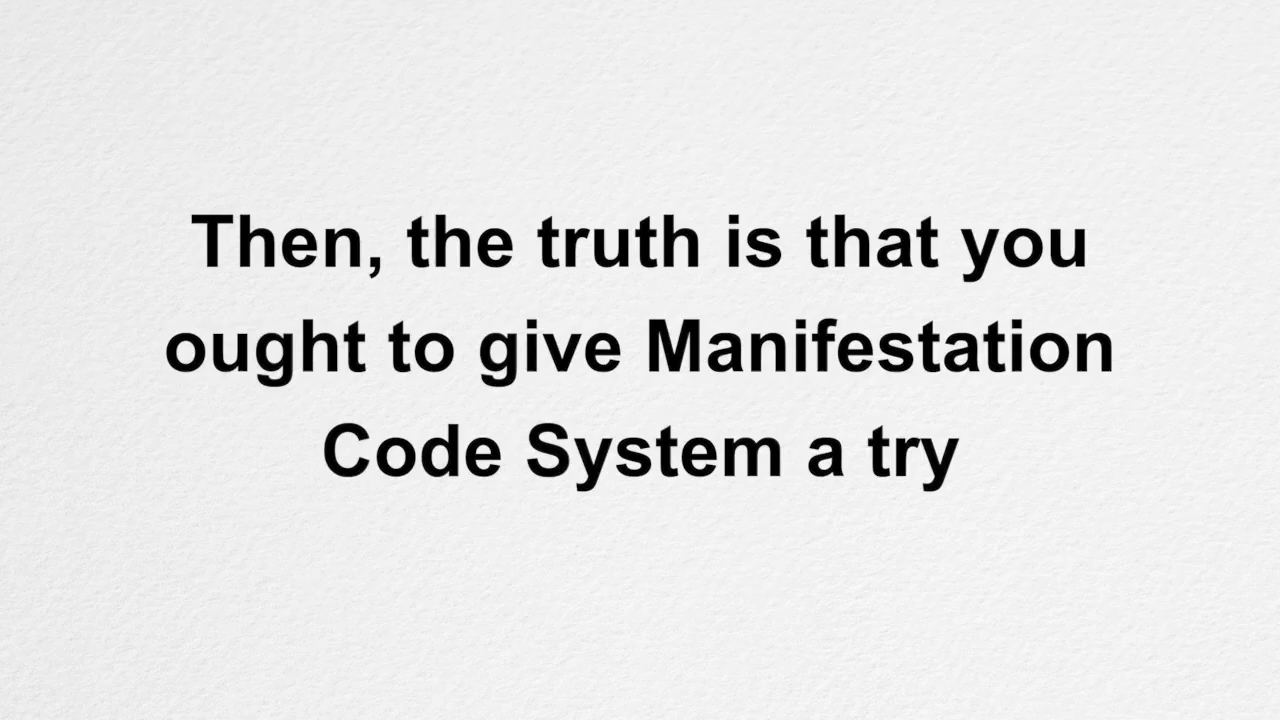 Then, the truth is that you
ought to give Manifestation
Code System a try